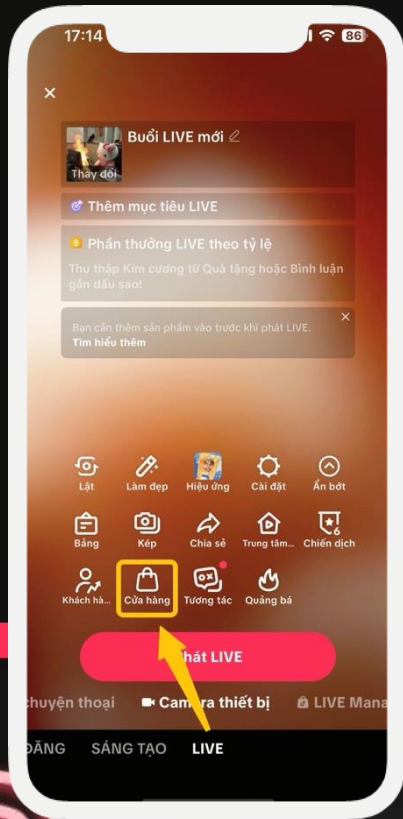 17:14
86
Buổi LIVE mới
Thay đổi
Thêm mục tiêu LIVE
Phần thưởng LIVE theo tỷ lệ
Thu thập Kim cương từ Quà tặng hoặc Bình luận
gắn dấu sao!
Bạn cần thêm sản phẩm vào trước khi phát LIVE.
Tìm hiểu thêm
Lật
Làm đẹp
Hiệu ứng
Cài đặt
Ẩn bớt
Bảng
Kép
Chia sẻ
Trung tâm...
Chiến dịch
6
Khách hà...
Cửa hàng
Tương tác
Quảng bá
Phát LIVE
chuyện thoại
Camera thiết bị
LIVE Mana
ĐĂNG
SÁNG TẠO
LIVE